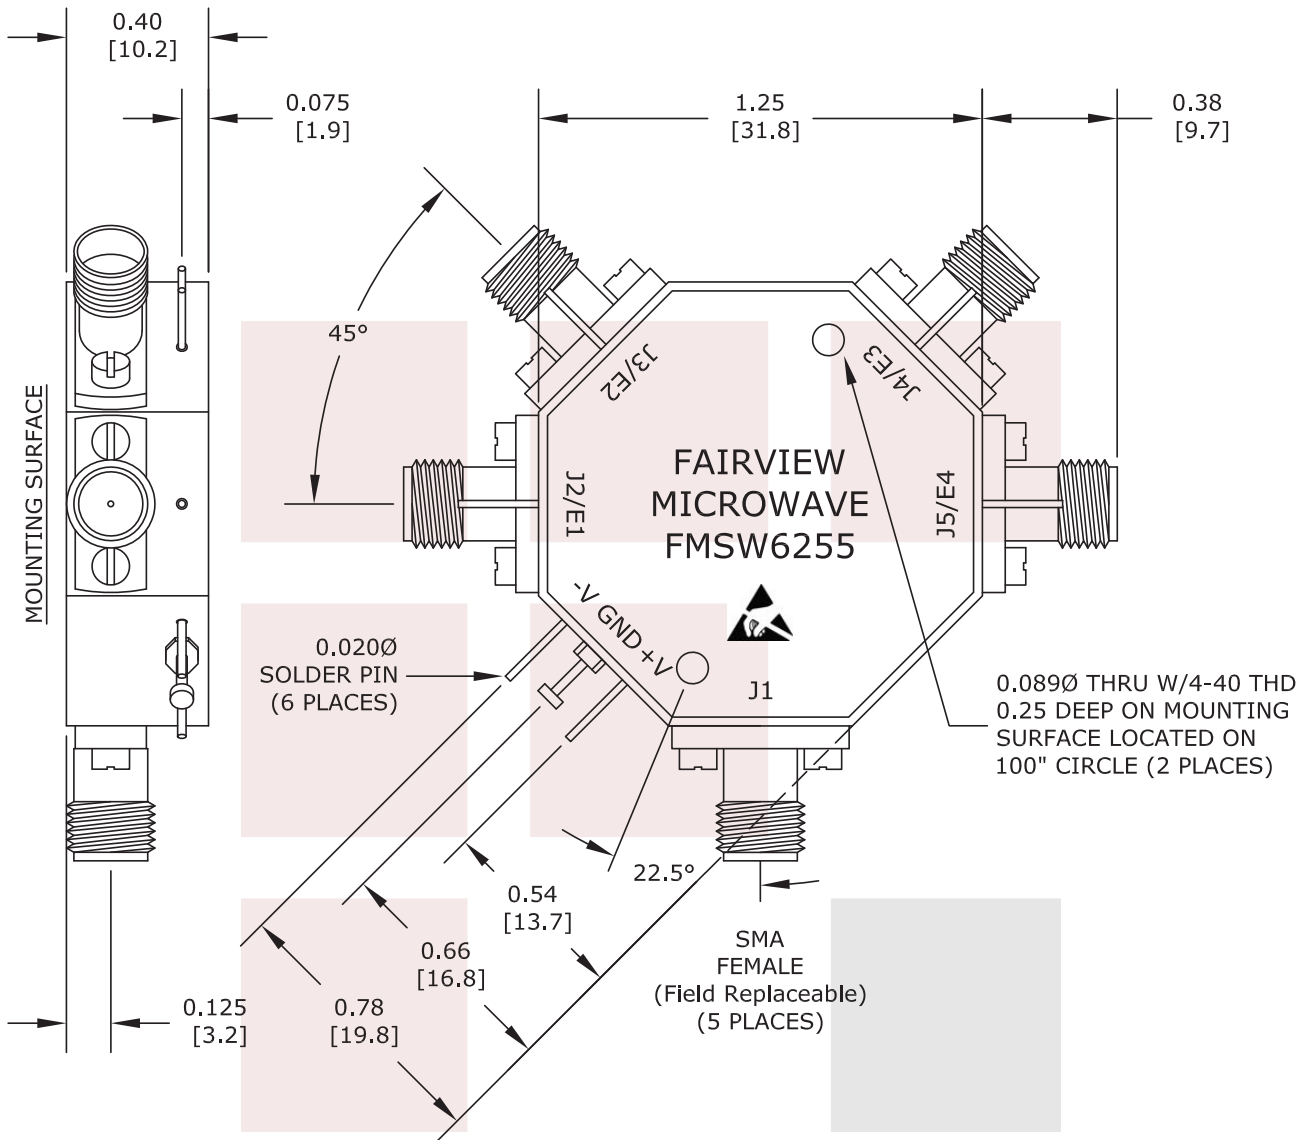 0.40
[10.2]
0.075
[1.9]
1.25
[31.8]
0.38
[9.7]
45°
J3/E2
J4/E3
MOUNTING SURFACE
J2/E1
FAIRVIEW
MICROWAVE
FMSW6255
J5/E4
-V GND+V
J1
0.020Ø
SOLDER PIN
(6 PLACES)
0.089Ø THRU W/4-40 THD
0.25 DEEP ON MOUNTING
SURFACE LOCATED ON
100" CIRCLE (2 PLACES)
22.5°
0.54
[13.7]
0.66
[16.8]
0.78
[19.8]
0.125
[3.2]
SMA
FEMALE
(Field Replaceable)
(5 PLACES)